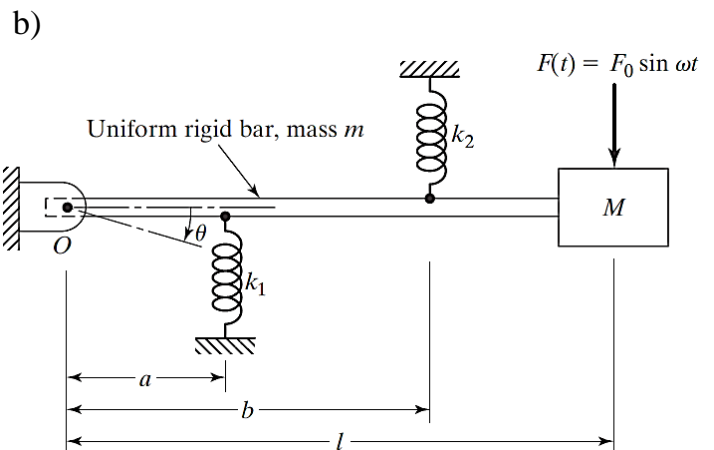 b)
F(t) = F₀ sin ωt
Uniform rigid bar, mass m
k₂
M
θ
O
k₁
a
b
l